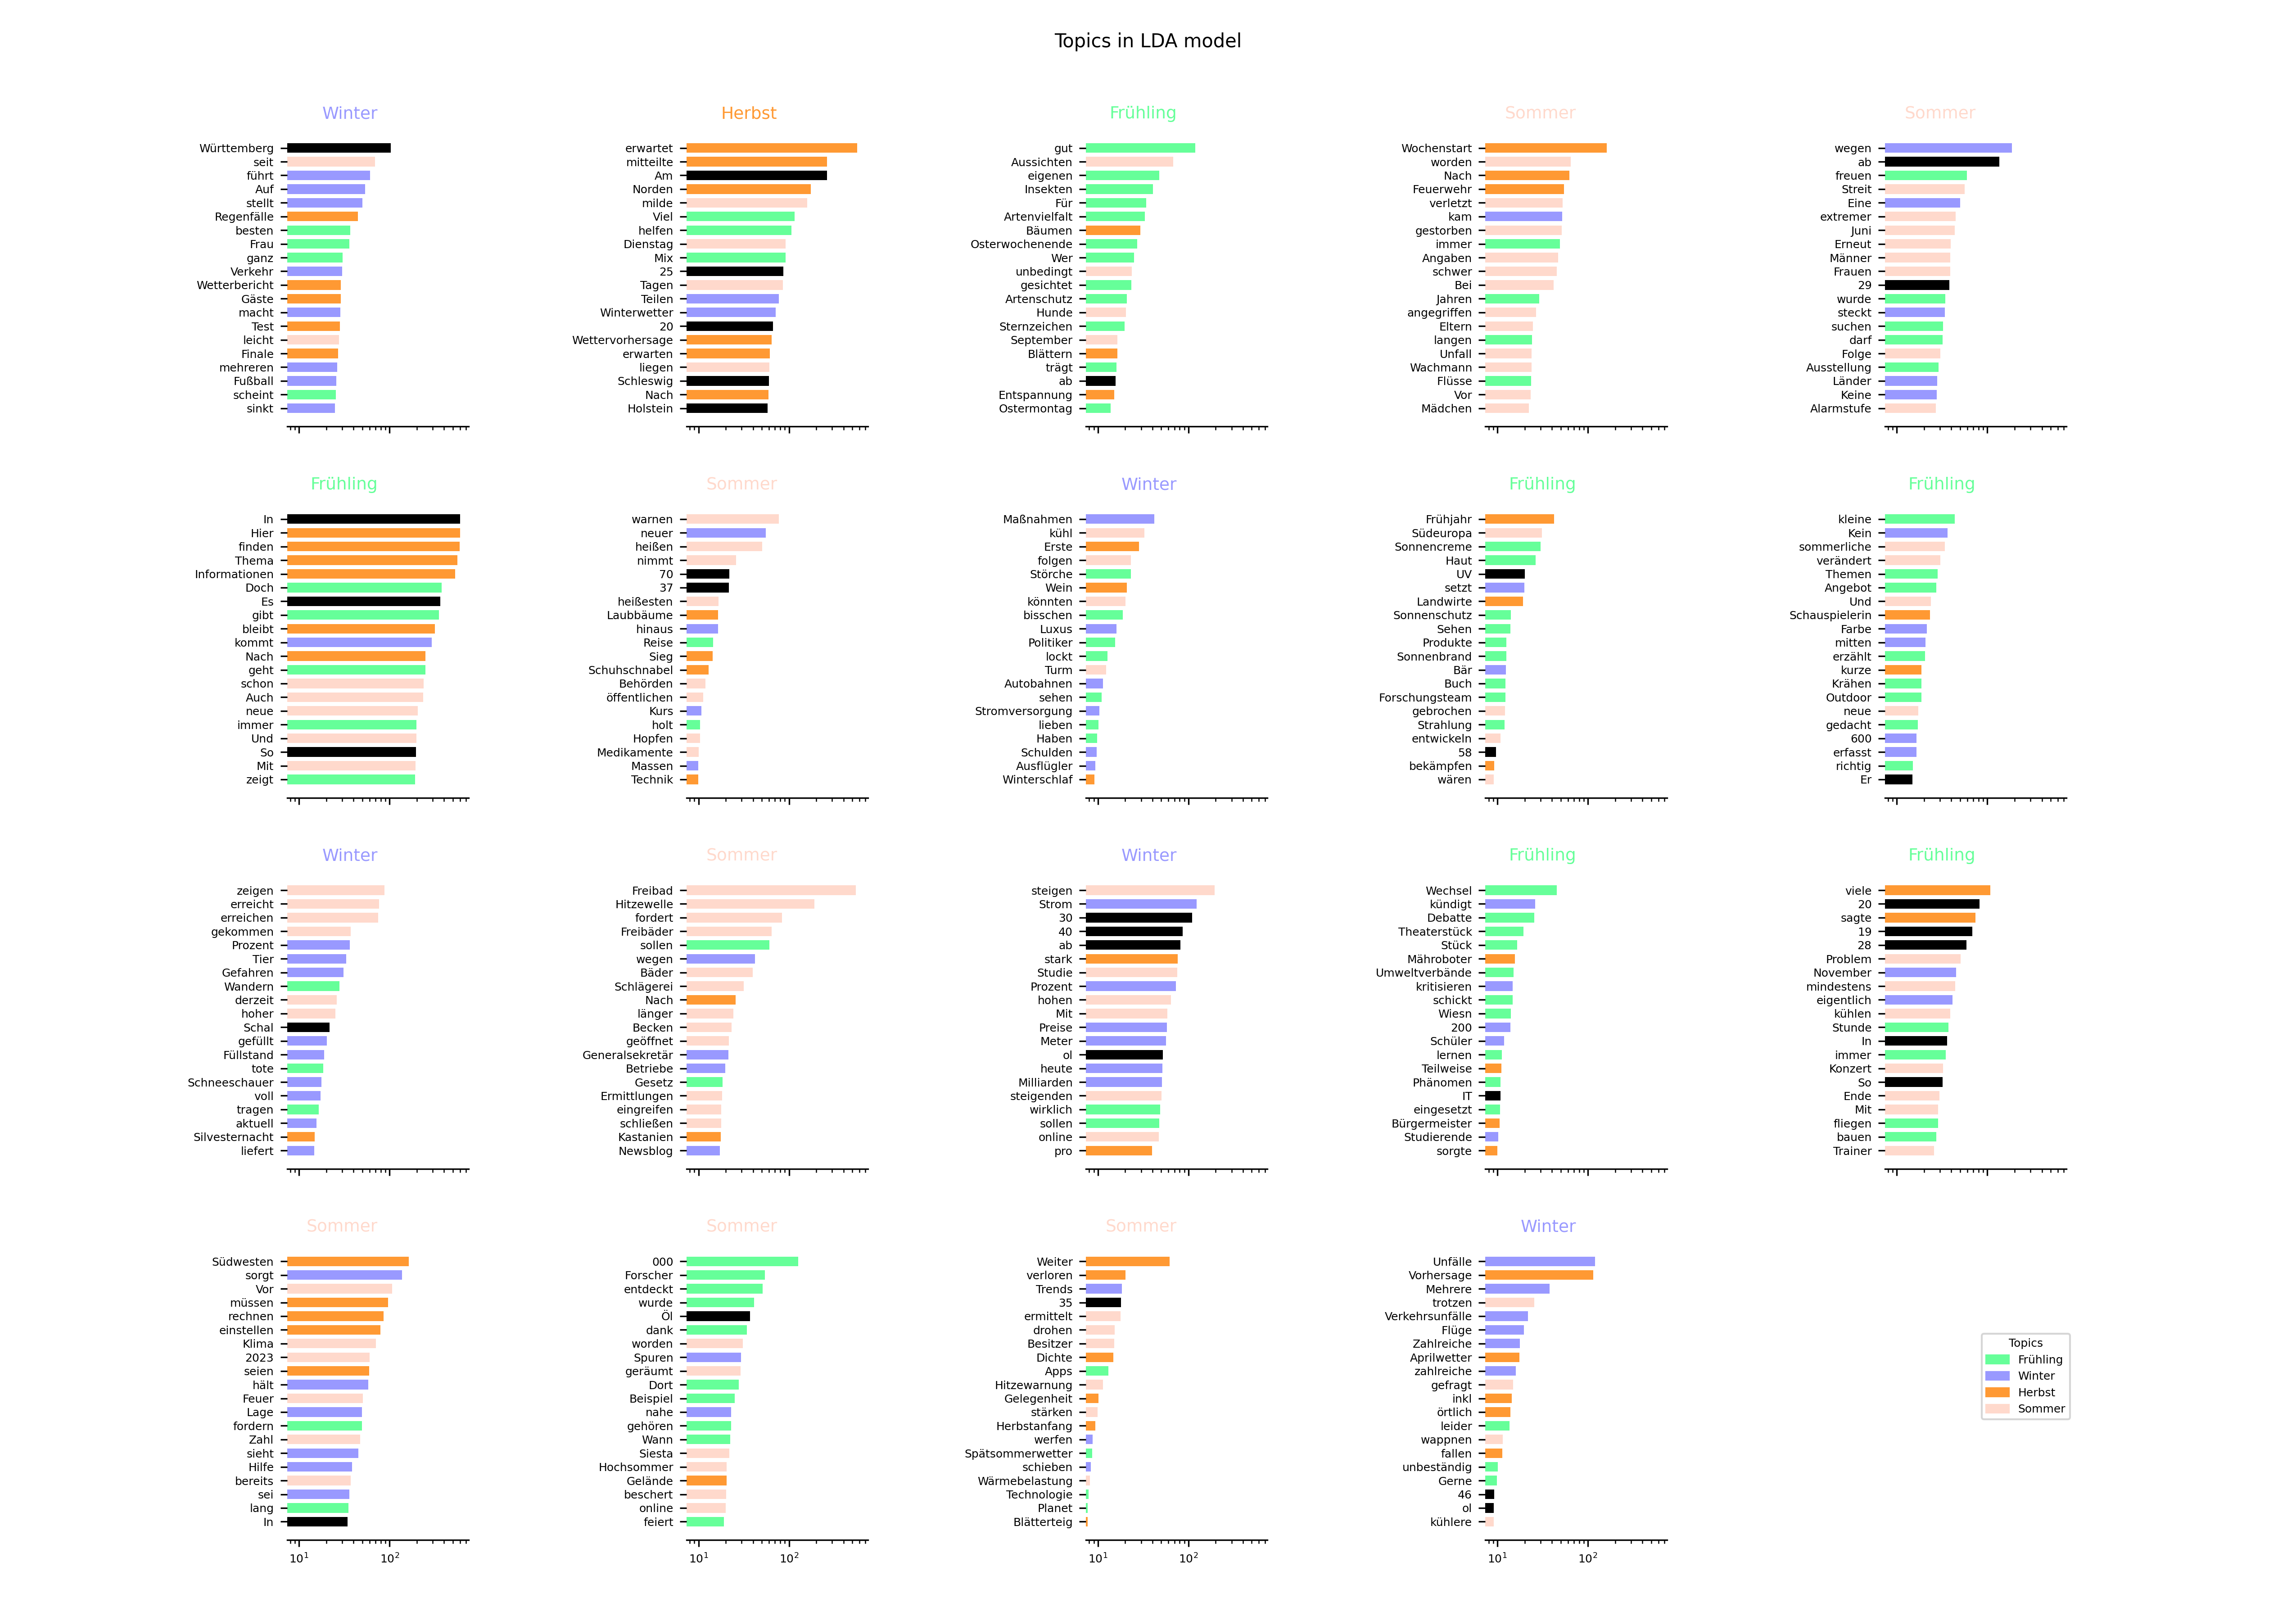 Topics in LDA model
Winter
Württemberg
seit
führt
Auf
stellt
Regenfälle
besten
Frau
ganz
Verkehr
Wetterbericht
Gäste
macht
Test
leicht
Finale
mehreren
Fußball
scheint
sinkt
Herbst
erwartet
mitteilte
Am
Norden
milde
Viel
helfen
Dienstag
Mix
25
Tagen
Teilen
Winterwetter
20
Wettervorhersage
erwarten
liegen
Schleswig
Nach
Holstein
Frühling
gut
Aussichten
eigenen
Insekten
Für
Artenvielfalt
Bäumen
Osterwochenende
Wer
unbedingt
gesichtet
Artenschutz
Hunde
Sternzeichen
September
Blättern
trägt
ab
Entspannung
Ostermontag
Sommer
Wochenstart
worden
Nach
Feuerwehr
verletzt
kam
gestorben
immer
Angaben
schwer
Bei
Jahren
angegriffen
Eltern
langen
Unfall
Wachmann
Flüsse
Vor
Mädchen
Sommer
wegen
ab
freuen
Streit
Eine
extremer
Juni
Erneut
Männer
Frauen
29
wurde
steckt
suchen
darf
Folge
Ausstellung
Länder
Keine
Alarmstufe
Frühling
In
Hier
finden
Thema
Informationen
Doch
Es
gibt
bleibt
kommt
Nach
geht
schon
Auch
neue
immer
Und
So
Mit
zeigt
Sommer
warnen
neuer
heißen
nimmt
70
37
heißesten
Laubbäume
hinaus
Reise
Sieg
Schuhschnabel
Behörden
öffentlichen
Kurs
holt
Hopfen
Medikamente
Massen
Technik
Winter
Maßnahmen
kühl
Erste
folgen
Störche
Wein
könnten
bisschen
Luxus
Politiker
lockt
Turm
Autobahnen
sehen
Stromversorgung
lieben
Haben
Schulden
Ausflügler
Winterschlaf
Frühling
Frühjahr
Südeuropa
Sonnencreme
Haut
UV
setzt
Landwirte
Sonnenschutz
Sehen
Produkte
Sonnenbrand
Bär
Buch
Forschungsteam
gebrochen
Strahlung
entwickeln
58
bekämpfen
wären
Frühling
kleine
Kein
sommerliche
verändert
Themen
Angebot
Und
Schauspielerin
Farbe
mitten
erzählt
kurze
Krähen
Outdoor
neue
gedacht
600
erfasst
richtig
Er
Winter
zeigen
erreicht
erreichen
gekommen
Prozent
Tier
Gefahren
Wandern
derzeit
hoher
Schal
gefüllt
Füllstand
tote
Schneeschauer
voll
tragen
aktuell
Silvesternacht
liefert
Sommer
Freibad
Hitzewelle
fordert
Freibäder
sollen
wegen
Bäder
Schlägerei
Nach
länger
Becken
geöffnet
Generalsekretär
Betriebe
Gesetz
Ermittlungen
eingreifen
schließen
Kastanien
Newsblog
Winter
steigen
Strom
30
40
ab
stark
Studie
Prozent
hohen
Mit
Preise
Meter
ol
heute
Milliarden
steigenden
wirklich
sollen
online
pro
Frühling
Wechsel
kündigt
Debatte
Theaterstück
Stück
Mähroboter
Umweltverbände
kritisieren
schickt
Wiesn
200
Schüler
lernen
Teilweise
Phänomen
IT
eingesetzt
Bürgermeister
Studierende
sorgte
Frühling
viele
20
sagte
19
28
Problem
November
mindestens
eigentlich
kühlen
Stunde
In
immer
Konzert
So
Ende
Mit
fliegen
bauen
Trainer
Sommer
Südwesten
sorgt
Vor
müssen
rechnen
einstellen
Klima
2023
seien
hält
Feuer
Lage
fordern
Zahl
sieht
Hilfe
bereits
sei
lang
In
10¹ 10²
Sommer
000
Forscher
entdeckt
wurde
Öl
dank
worden
Spuren
geräumt
Dort
Beispiel
nahe
gehören
Wann
Siesta
Hochsommer
Gelände
beschert
online
feiert
10¹ 10²
Sommer
Weiter
verloren
Trends
35
ermittelt
drohen
Besitzer
Dichte
Apps
Hitzewarnung
Gelegenheit
stärken
Herbstanfang
werfen
Spätsommerwetter
schieben
Wärmebelastung
Technologie
Planet
Blätterteig
10¹ 10²
Winter
Unfälle
Vorhersage
Mehrere
trotzen
Verkehrsunfälle
Flüge
Zahlreiche
Aprilwetter
zahlreiche
gefragt
inkl
örtlich
leider
wappnen
fallen
unbeständig
Gerne
46
ol
kühlere
10¹ 10²
Topics
Frühling
Winter
Herbst
Sommer